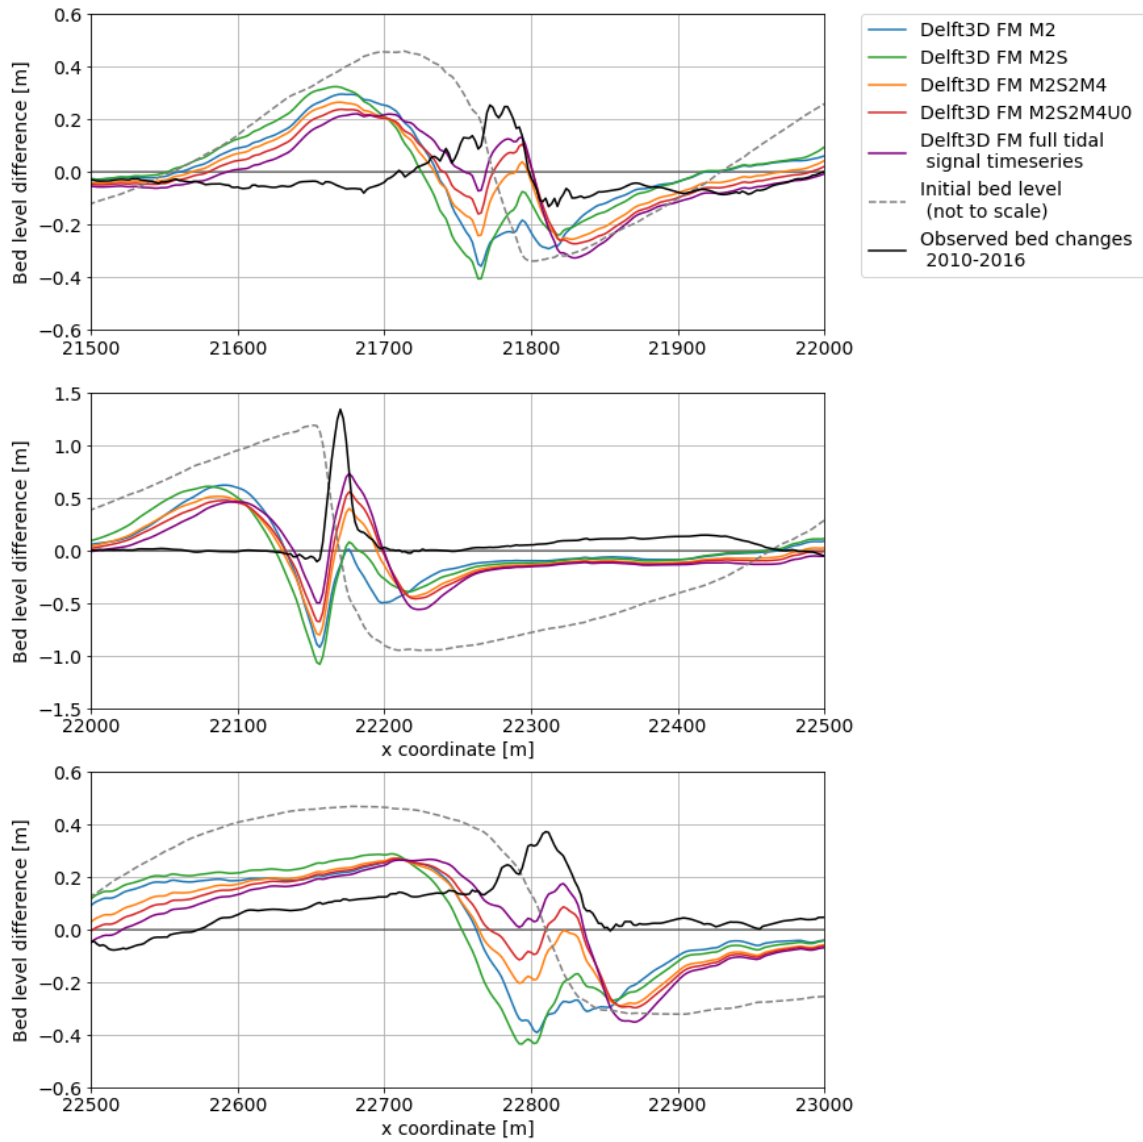 0.6
0.4
0.2
0.0
−0.2
−0.4
−0.6
Bed level difference [m]
21500 21600 21700 21800 21900 22000
Delft3D FM M2
Delft3D FM M2S
Delft3D FM M2S2M4
Delft3D FM M2S2M4U0
Delft3D FM full tidal
signal timeseries
Initial bed level
(not to scale)
Observed bed changes
2010-2016
1.5
1.0
0.5
0.0
−0.5
−1.0
−1.5
Bed level difference [m]
22000 22100 22200 22300 22400 22500
x coordinate [m]
0.6
0.4
0.2
0.0
−0.2
−0.4
−0.6
Bed level difference [m]
22500 22600 22700 22800 22900 23000
x coordinate [m]